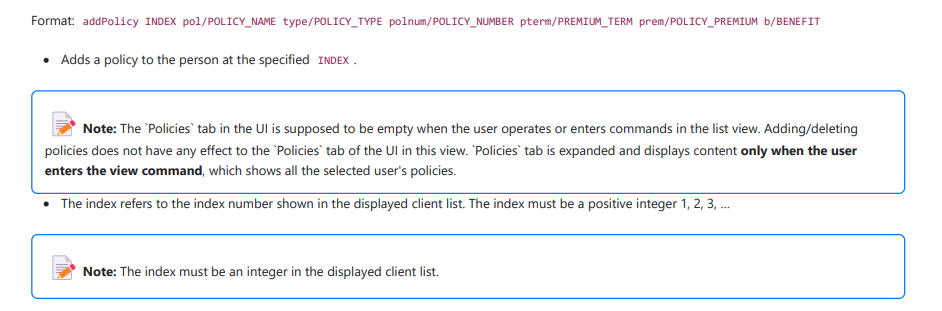 Format: addPolicy INDEX pol/POLICY_NAME type/POLICY_TYPE polnum/POLICY_NUMBER pterm/PREMIUM_TERM prem/POLICY_PREMIUM b/BENEFIT
• Adds a policy to the person at the specified INDEX .
Note: The `Policies` tab in the UI is supposed to be empty when the user operates or enters commands in the list view. Adding/deleting
policies does not have any effect to the `Policies` tab of the UI in this view. `Policies` tab is expanded and displays content only when the user
enters the view command, which shows all the selected user's policies.
• The index refers to the index number shown in the displayed client list. The index must be a positive integer 1, 2, 3, …
Note: The index must be an integer in the displayed client list.